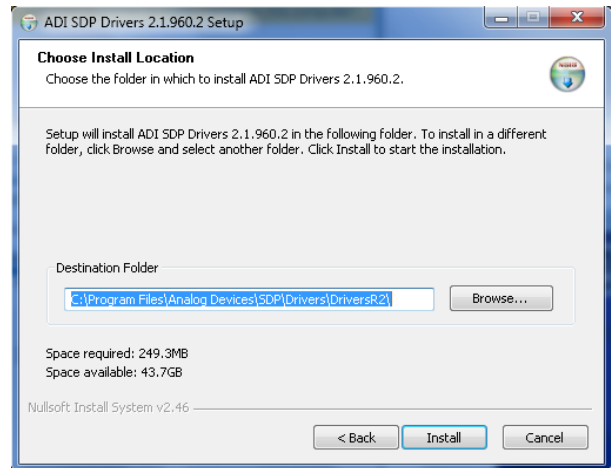 ADI SDP Drivers 2.1.960.2 Setup
Choose Install Location
Choose the folder in which to install ADI SDP Drivers 2.1.960.2.
Setup will install ADI SDP Drivers 2.1.960.2 in the following folder. To install in a different
folder, click Browse and select another folder. Click Install to start the installation.
Destination Folder
C:\Program Files\Analog Devices\SDP\Drivers\DriversR2\
Browse...
Space required: 249.3MB
Space available: 43.7GB
Nullsoft Install System v2.46
< Back
Install
Cancel